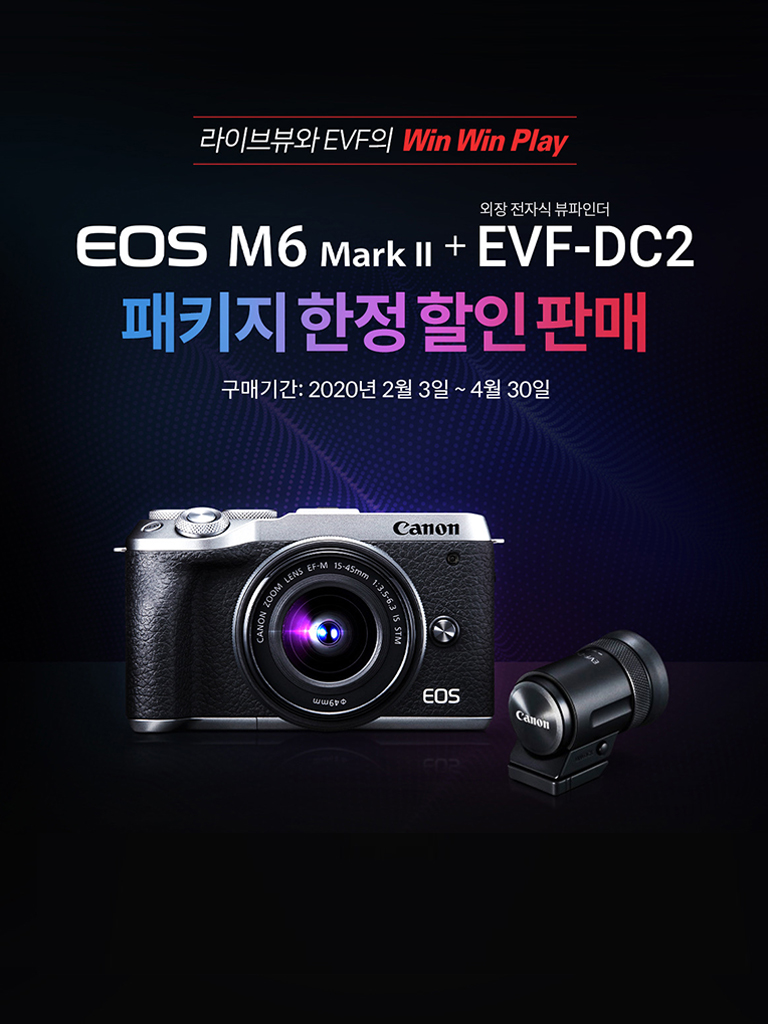 라이브뷰와 EVF의 Win Win Play
외장 전자식 뷰파인더
EOS M6 Mark II + EVF-DC2
패키지 한정 할인 판매
구매기간: 2020년 2월 3일 ~ 4월 30일
Canon
CANON ZOOM LENS EF-M 15-45mm 1:3.5-6.3 IS STM
Φ49mm
EOS
EVF
Canon